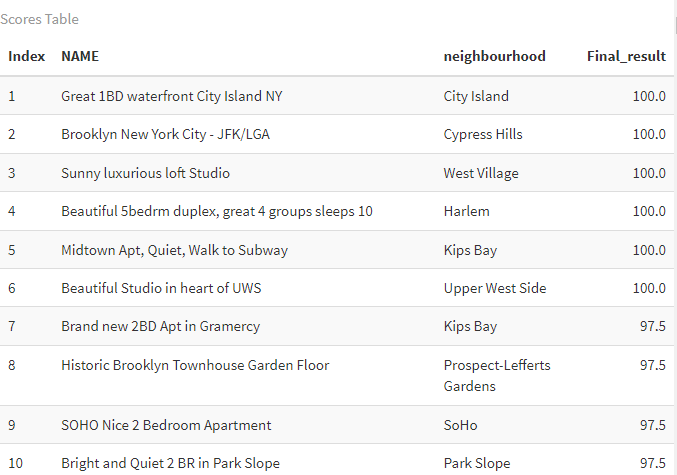 Scores Table
Index NAME neighbourhood Final_result
1 Great 1BD waterfront City Island NY City Island 100.0
2 Brooklyn New York City - JFK/LGA Cypress Hills 100.0
3 Sunny luxurious loft Studio West Village 100.0
4 Beautiful 5bedrm duplex, great 4 groups sleeps 10 Harlem 100.0
5 Midtown Apt, Quiet, Walk to Subway Kips Bay 100.0
6 Beautiful Studio in heart of UWS Upper West Side 100.0
7 Brand new 2BD Apt in Gramercy Kips Bay 97.5
8 Historic Brooklyn Townhouse Garden Floor Prospect-Lefferts 97.5
Gardens
9 SOHO Nice 2 Bedroom Apartment SoHo 97.5
10 Bright and Quiet 2 BR in Park Slope Park Slope 97.5